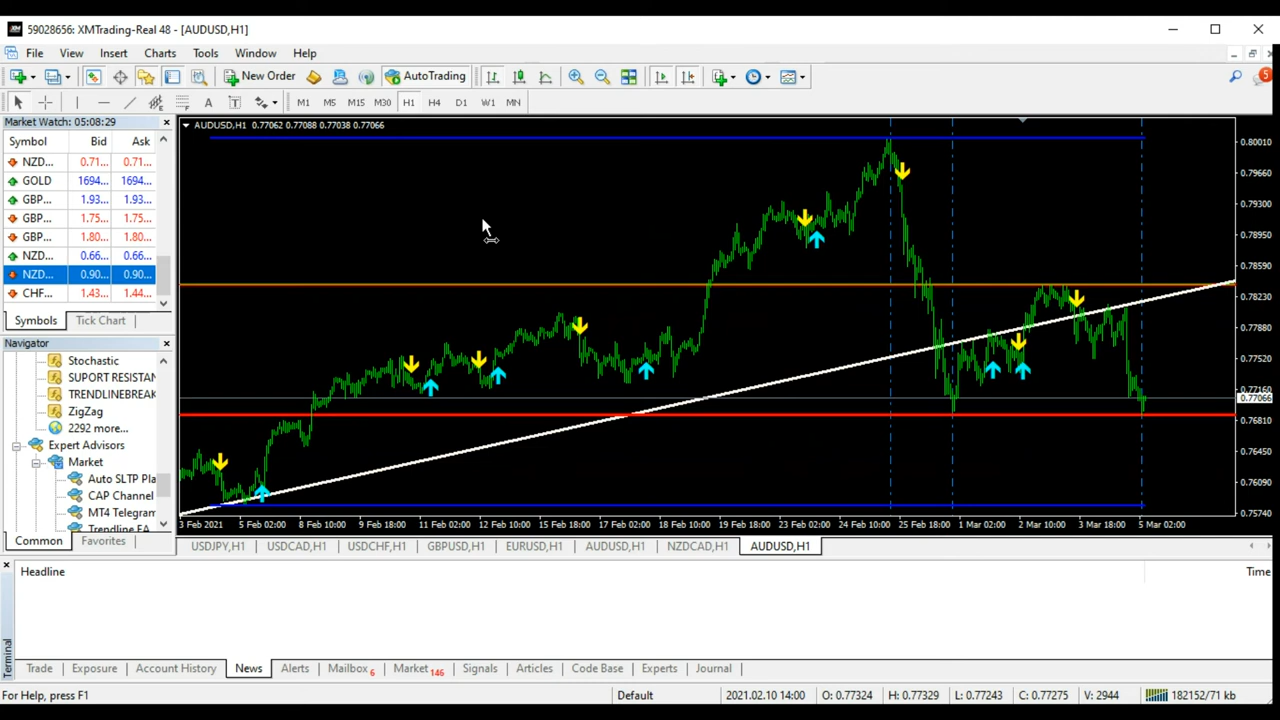 59028656: XMTrading-Real 48 - [AUDUSD,H1]
File View Insert Charts Tools Window Help
New Order AutoTrading 5
A T M1 M5 M15 M30 H1 H4 D1 W1 MN
Market Watch: 05:08:29
Symbol Bid Ask
NZD... 0.71... 0.71...
GOLD 1694... 1694...
GBP... 1.93... 1.93...
GBP... 1.75... 1.75...
GBP... 1.80... 1.80...
NZD... 0.66... 0.66...
NZD... 0.90... 0.90...
CHF... 1.43... 1.44...
Symbols Tick Chart
Navigator
Stochastic
SUPORT RESISTAN
TRENDLINEBREAK
ZigZag
2292 more...
Expert Advisors
Market
Auto SLTP Pla
CAP Channel
MT4 Telegram
Trendline EA
Common Favorites
AUDUSD,H1 0.77062 0.77088 0.77038 0.77066
0.80010
0.79660
0.79300
0.78950
0.78590
0.78230
0.77880
0.77520
0.77160
0.77066
0.76810
0.76450
0.76090
0.75740
3 Feb 2021 5 Feb 02:00 8 Feb 10:00 9 Feb 18:00 11 Feb 02:00 12 Feb 10:00 15 Feb 18:00 17 Feb 02:00 18 Feb 10:00 19 Feb 18:00 23 Feb 02:00 24 Feb 10:00 25 Feb 18:00 1 Mar 02:00 2 Mar 10:00 3 Mar 18:00 5 Mar 02:00
USDJPY,H1 USDCAD,H1 USDCHF,H1 GBPUSD,H1 EURUSD,H1 AUDUSD,H1 NZDCAD,H1 AUDUSD,H1
Headline Time
Terminal
Trade Exposure Account History News Alerts Mailbox 6 Market 146 Signals Articles Code Base Experts Journal
For Help, press F1 Default 2021.02.10 14:00 O: 0.77324 H: 0.77329 L: 0.77243 C: 0.77275 V: 2944 182152/71 kb